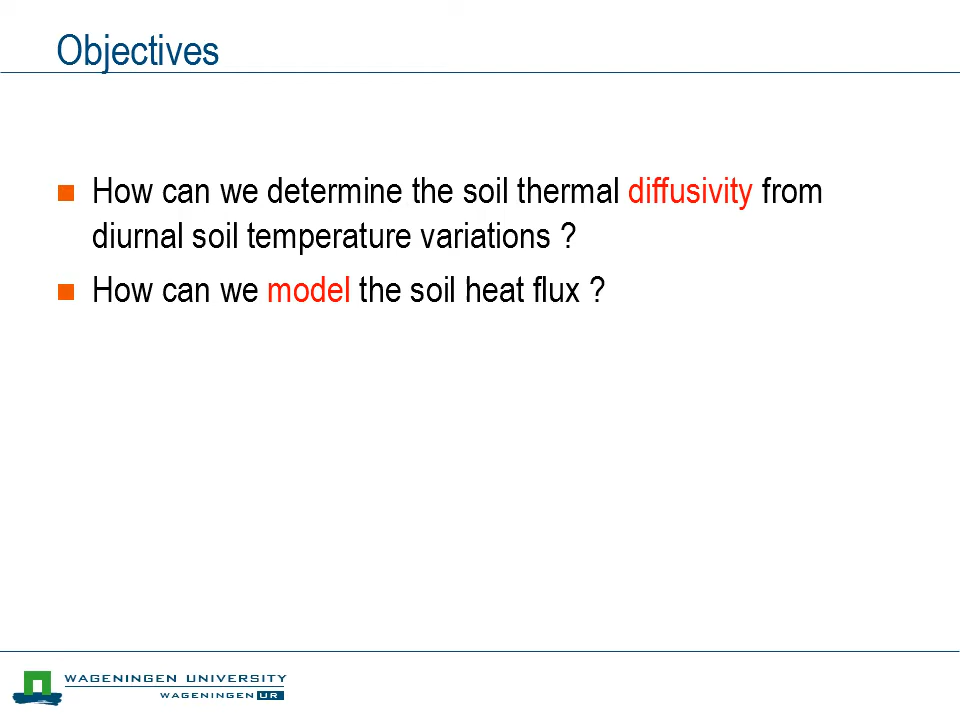 Objectives
How can we determine the soil thermal diffusivity from
diurnal soil temperature variations ?
How can we model the soil heat flux ?
WAGENINGEN UNIVERSITY
WAGENINGEN UR